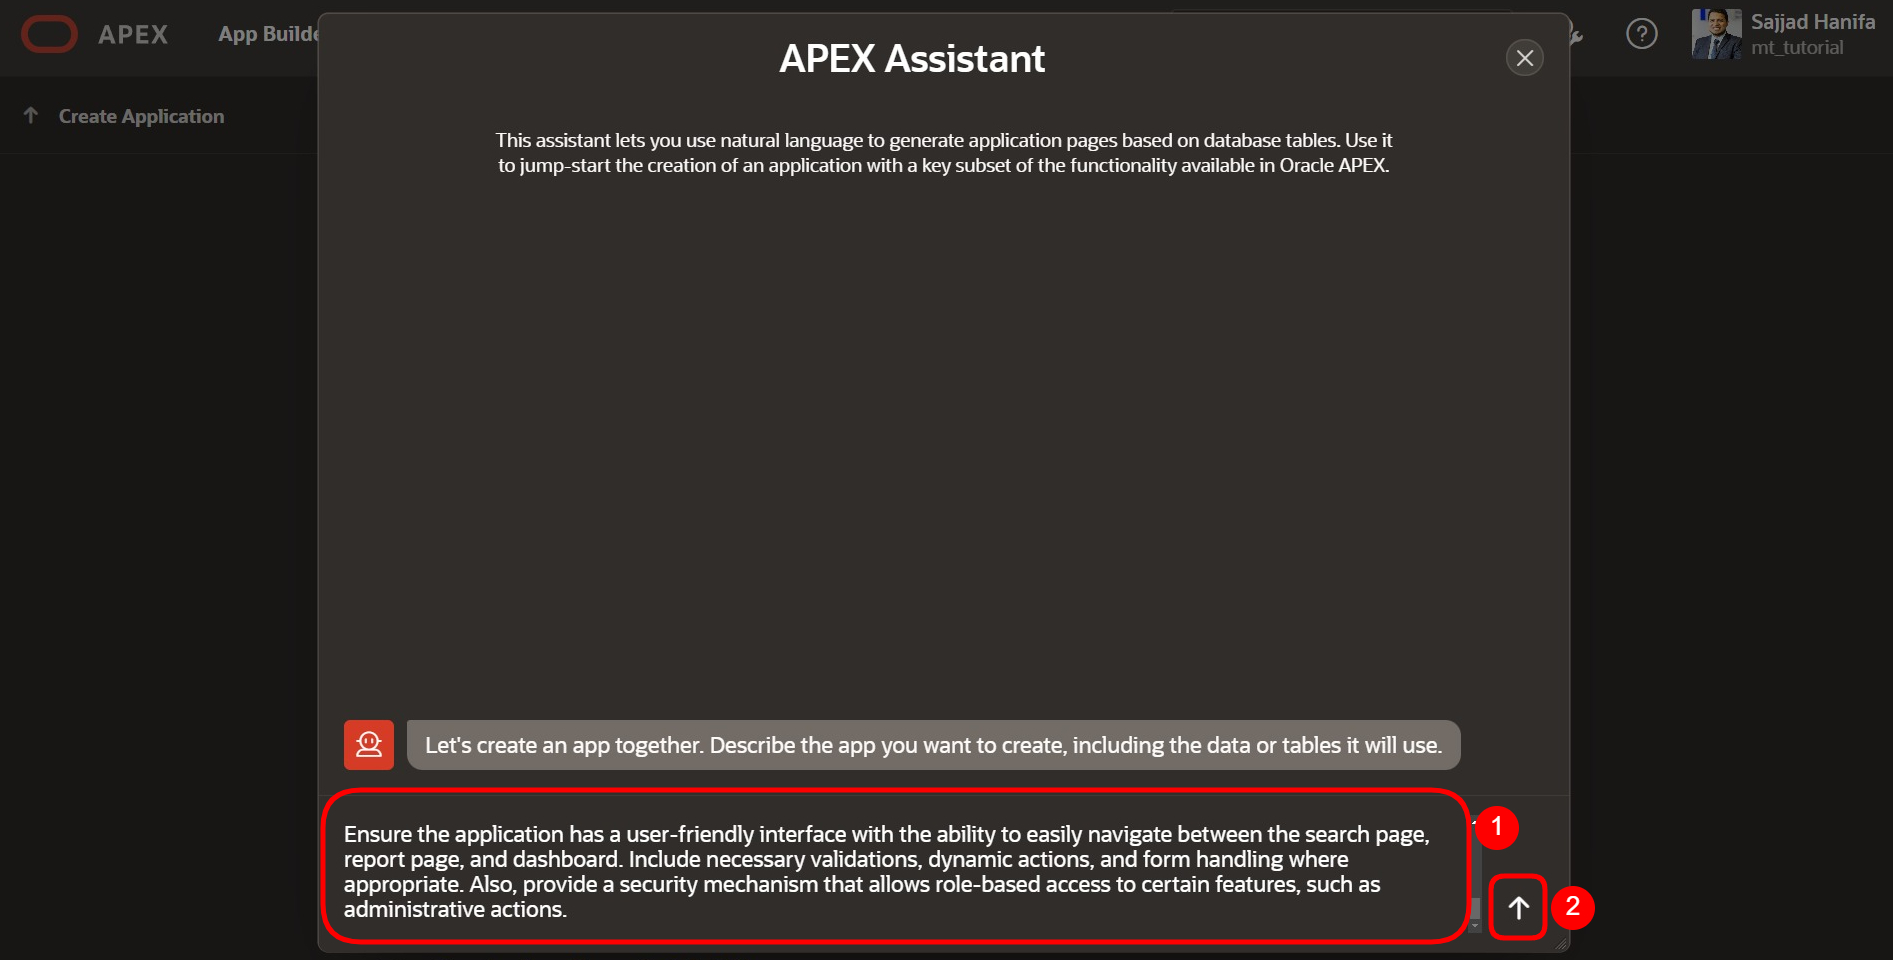 APEX
App Builde
APEX Assistant
Sajjad Hanifa
mt_tutorial
Create Application
This assistant lets you use natural language to generate application pages based on database tables. Use it
to jump-start the creation of an application with a key subset of the functionality available in Oracle APEX.
Let's create an app together. Describe the app you want to create, including the data or tables it will use.
Ensure the application has a user-friendly interface with the ability to easily navigate between the search page,
report page, and dashboard. Include necessary validations, dynamic actions, and form handling where
appropriate. Also, provide a security mechanism that allows role-based access to certain features, such as
administrative actions.
1
2